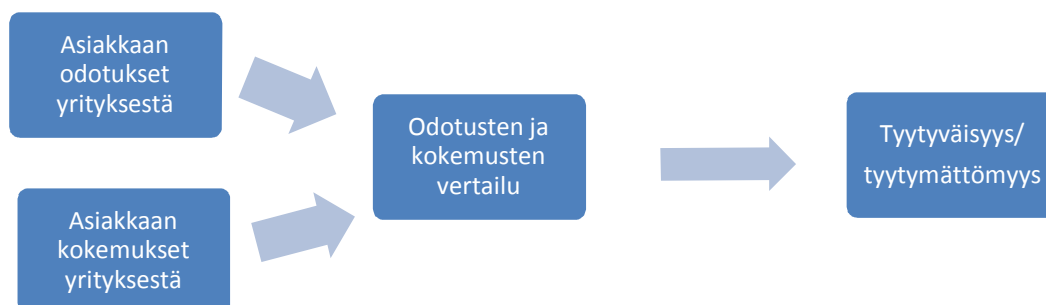 Asiakkaan
odotukset
yrityksestä
Asiakkaan
kokemukset
yrityksestä
Odotusten ja
kokemusten
vertailu
Tyytyväisyys/
tyytymättömyys